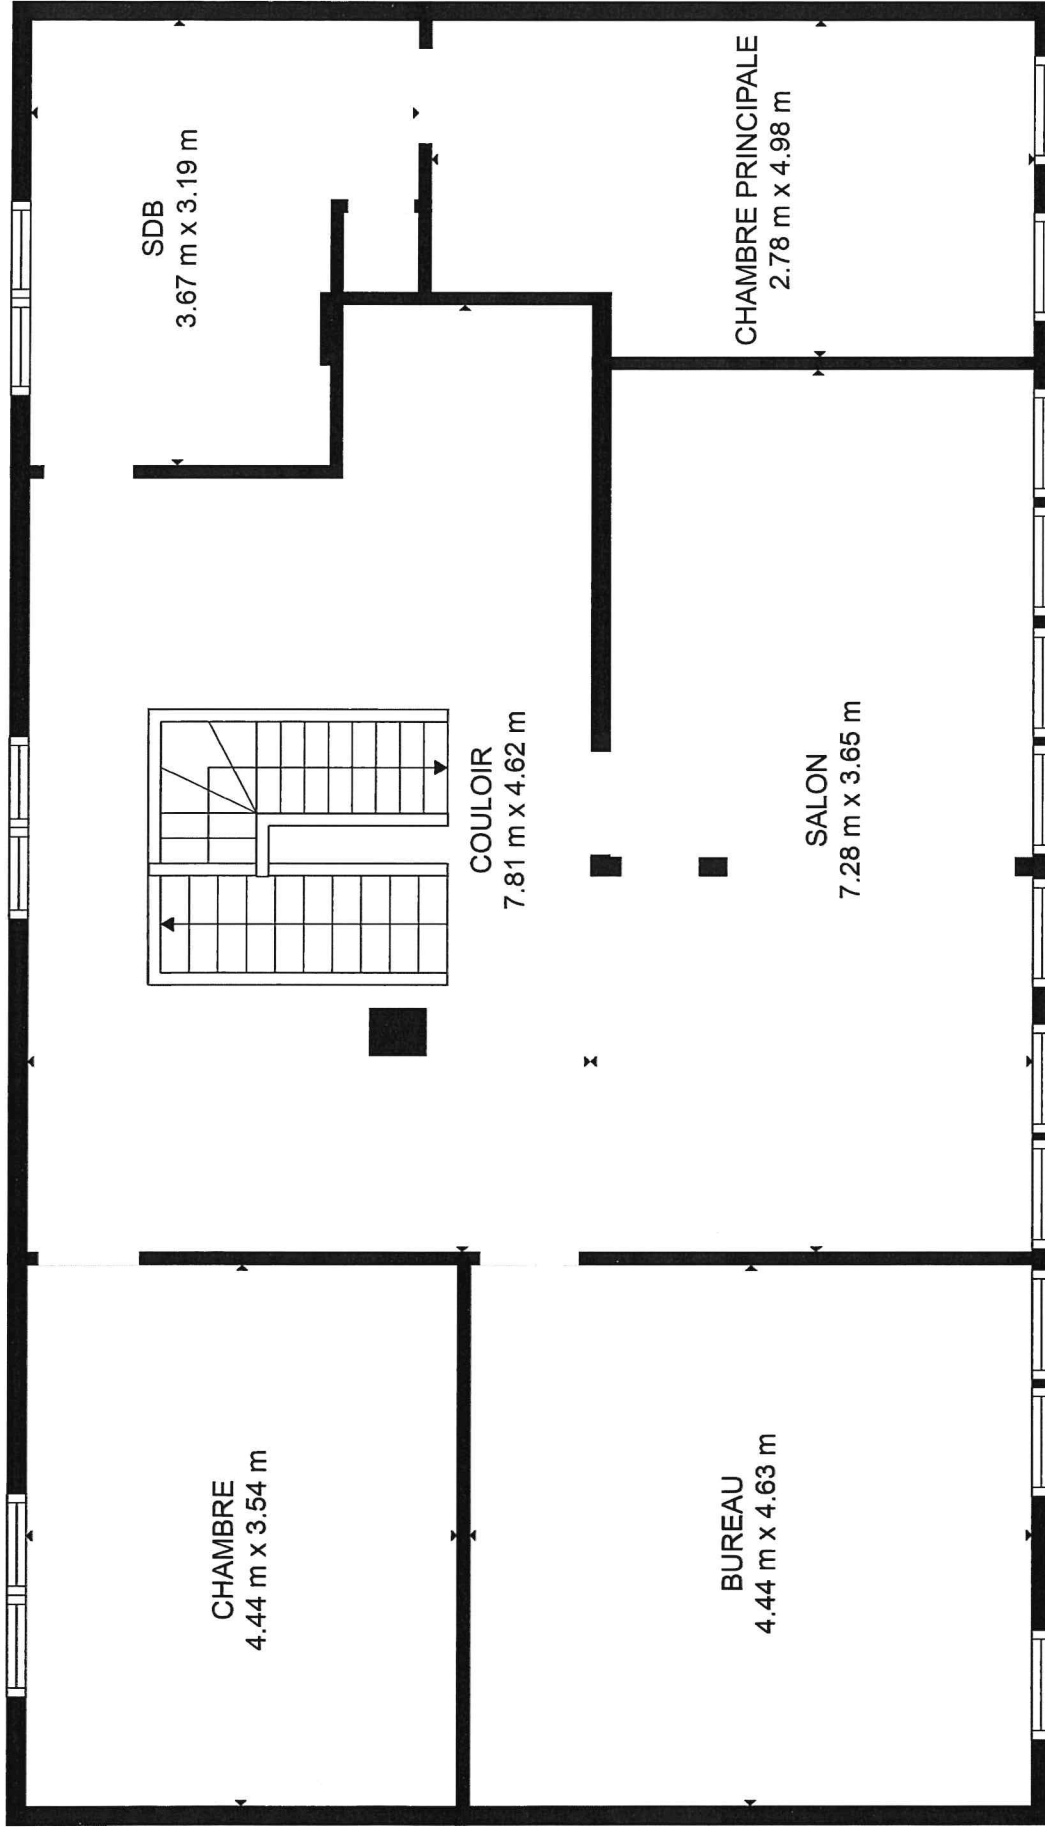 CHAMBRE
4.44 m x 3.54 m
COULOIR
7.81 m x 4.62 m
SDB
3.67 m x 3.19 m
BUREAU
4.44 m x 4.63 m
SALON
7.28 m x 3.65 m
CHAMBRE PRINCIPALE
2.78 m x 4.98 m